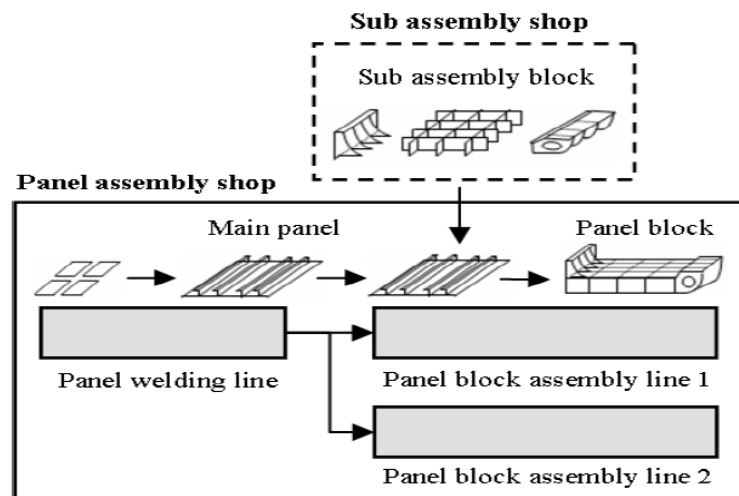 Sub assembly shop
Sub assembly block
Panel assembly shop
Main panel
Panel block
Panel welding line
Panel block assembly line 1
Panel block assembly line 2